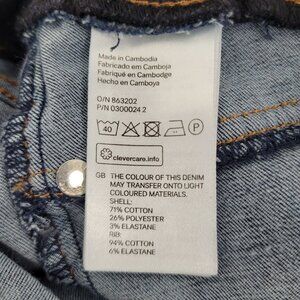 Made in Cambodia
Fabricado em Camboja
Fabriqué en Cambodge
Hecho en Camboya
O/N 863202
P/N 0300024 2
40
P
clevercare.info
GB THE COLOUR OF THIS DENIM
MAY TRANSFER ONTO LIGHT
COLOURED MATERIALS.
SHELL:
71% COTTON
26% POLYESTER
3% ELASTANE
RIB:
94% COTTON
6% ELASTANE